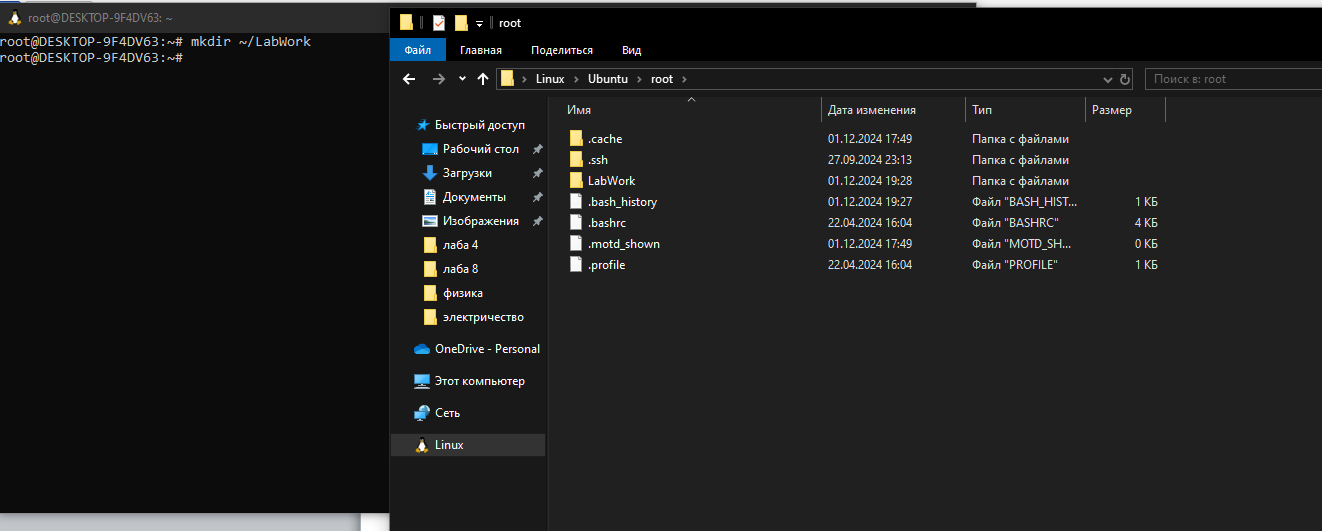 root@DESKTOP-9F4DV63: ~
root@DESKTOP-9F4DV63:~# mkdir ~/LabWork
root@DESKTOP-9F4DV63:~#
root
Файл Главная Поделиться Вид
Linux › Ubuntu › root ›
Поиск в: root
Быстрый доступ
Рабочий стол
Загрузки
Документы
Изображения
лаба 4
лаба 8
физика
электричество
OneDrive - Personal
Этот компьютер
Сеть
Linux
Имя Дата изменения Тип Размер
.cache 01.12.2024 17:49 Папка с файлами
.ssh 27.09.2024 23:13 Папка с файлами
LabWork 01.12.2024 19:28 Папка с файлами
.bash_history 01.12.2024 19:27 Файл "BASH_HIST... 1 КБ
.bashrc 22.04.2024 16:04 Файл "BASHRC" 4 КБ
.motd_shown 01.12.2024 17:49 Файл "MOTD_SH... 0 КБ
.profile 22.04.2024 16:04 Файл "PROFILE" 1 КБ